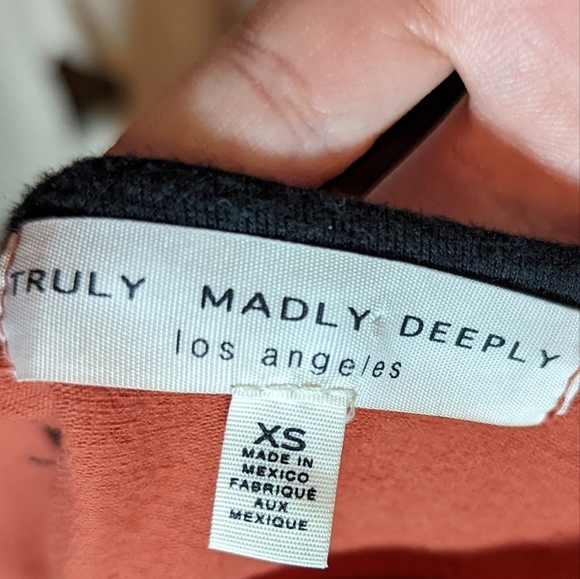 TRULY MADLY DEEPLY
los angeles
XS
MADE IN
MEXICO
FABRIQUÉ
AUX
MEXIQUE